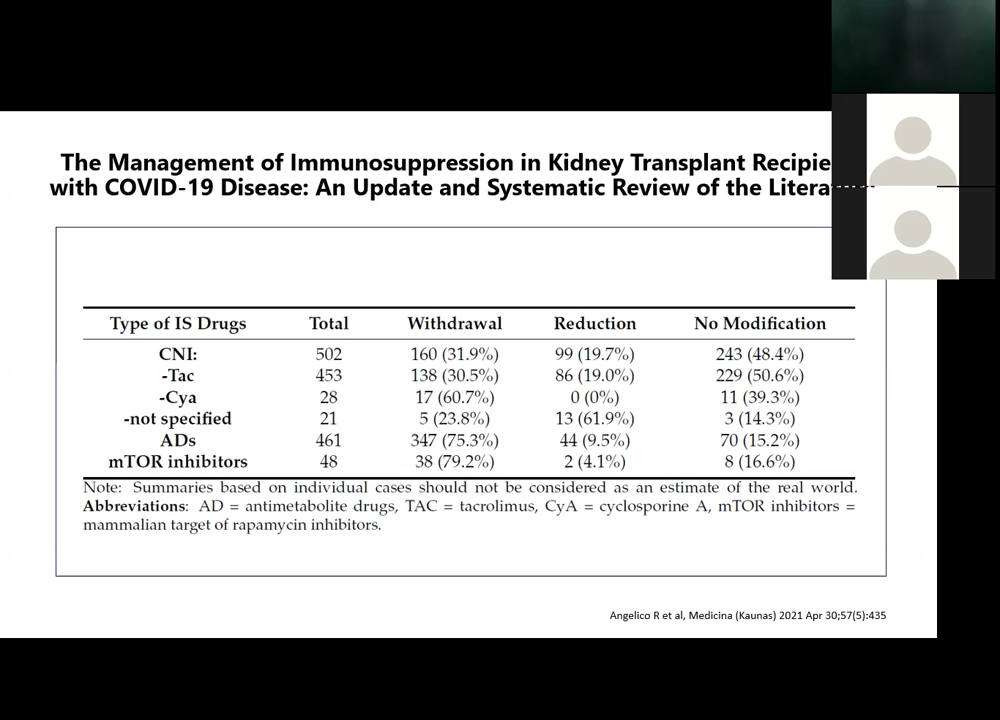 The Management of Immunosuppression in Kidney Transplant
with COVID-19 Disease: An Update and Systematic Review of the
Type of IS Drugs Total Withdrawal Reduction No Modification
CNI: 502 160 (31.9%) 99 (19.7%) 243 (48.4%)
-Tac 453 138 (30.5%) 86 (19.0%) 229 (50.6%)
-Cya 28 17 (60.7%) 0 (0%) 11 (39.3%)
-not specified 21 5 (23.8%) 13 (61.9%) 3 (14.3%)
ADs 461 347 (75.3%) 44 (9.5%) 70 (15.2%)
mTOR inhibitors 48 38 (79.2%) 2 (4.1%) 8 (16.6%)
Note: Summaries based on individual cases should not be considered as an estimate of the real world.
Abbreviations: AD = antimetabolite drugs, TAC = tacrolimus, CyA = cyclosporine A, mTOR inhibitors =
mammalian target of rapamycin inhibitors.
Angelico R et al, Medicina (Kaunas) 2021 Apr 30;57(5):435